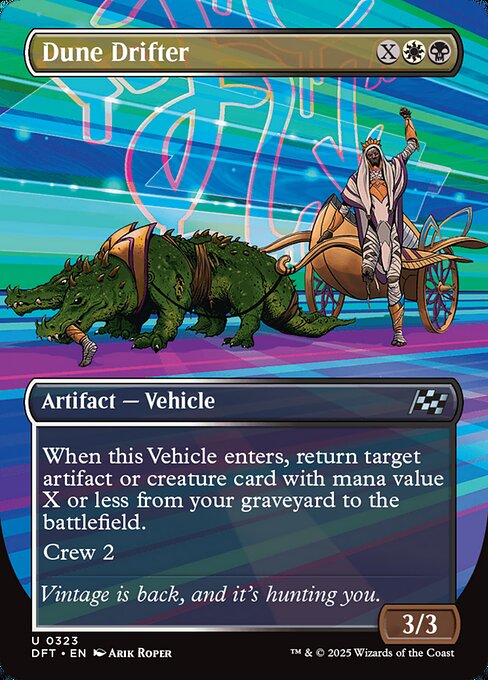 Dune Drifter X
Artifact — Vehicle
When this Vehicle enters, return target
artifact or creature card with mana value
X or less from your graveyard to the
battlefield.
Crew 2
Vintage is back, and it's hunting you.
3/3
U 0323
DFT • EN Arik Roper
™ & © 2025 Wizards of the Coast